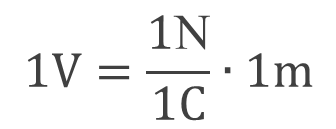 1V = 1N/1C · 1m